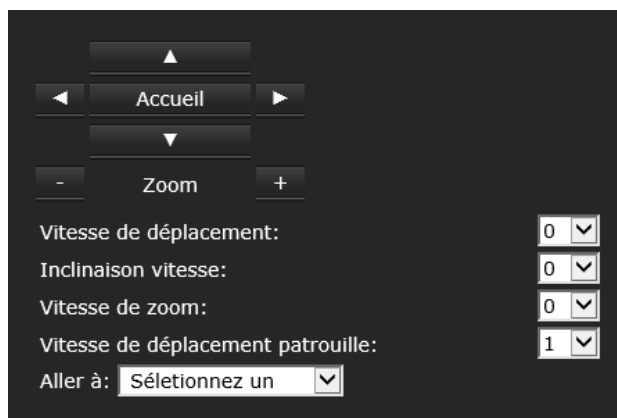 ▲
◄ Accueil ►
▼
- Zoom +
Vitesse de déplacement: 0
Inclinaison vitesse: 0
Vitesse de zoom: 0
Vitesse de déplacement patrouille: 1
Aller à: Séletionnez un